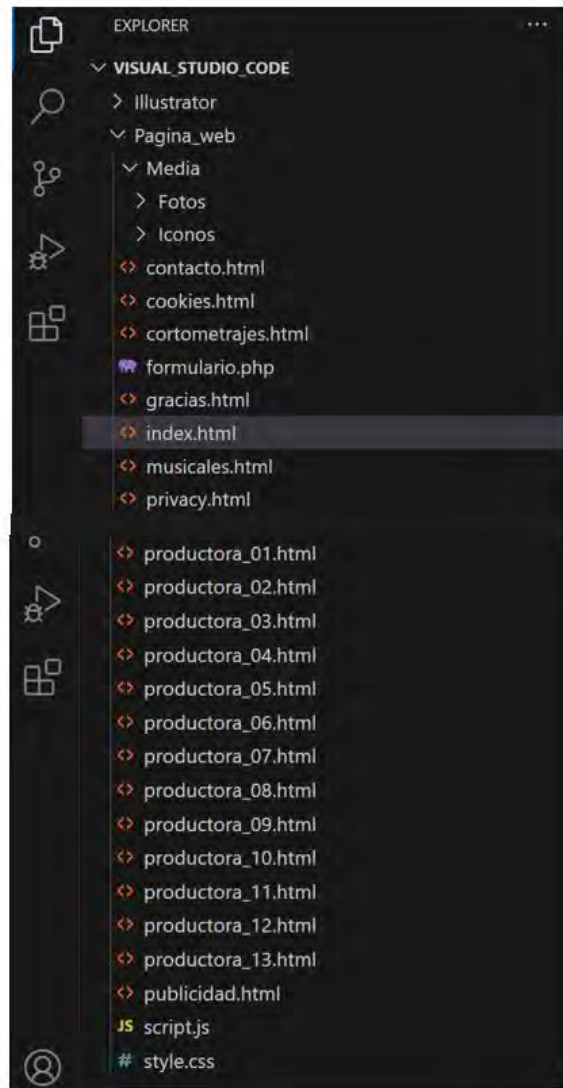 EXPLORER
VISUAL_STUDIO_CODE
Illustrator
Pagina_web
Media
Fotos
Iconos
contacto.html
cookies.html
cortometrajes.html
formulario.php
gracias.html
index.html
musicales.html
privacy.html
productora_01.html
productora_02.html
productora_03.html
productora_04.html
productora_05.html
productora_06.html
productora_07.html
productora_08.html
productora_09.html
productora_10.html
productora_11.html
productora_12.html
productora_13.html
publicidad.html
JS script.js
# style.css